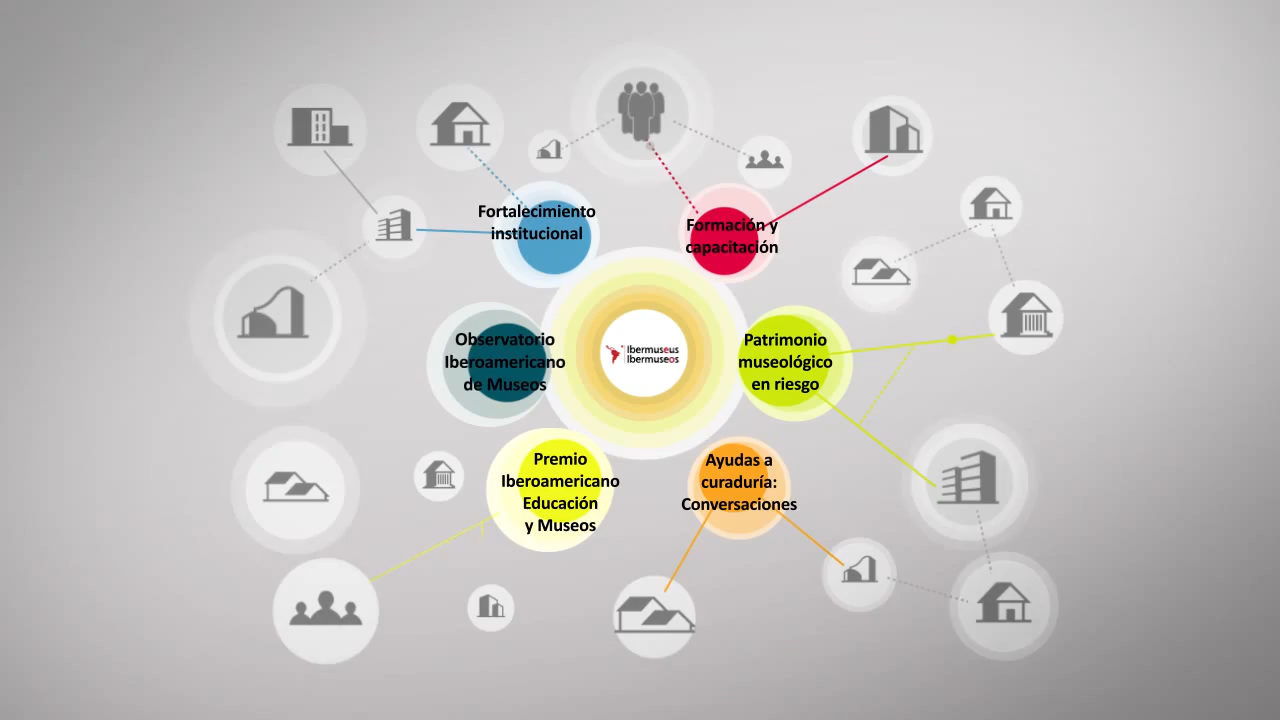 Fortalecimiento
institucional
Formación y
capacitación
Observatorio
Iberoamericano
de Museos
Ibermuseus
Ibermuseos
Patrimonio
museológico
en riesgo
Premio
Iberoamericano
Educación
y Museos
Ayudas a
curaduría:
Conversaciones